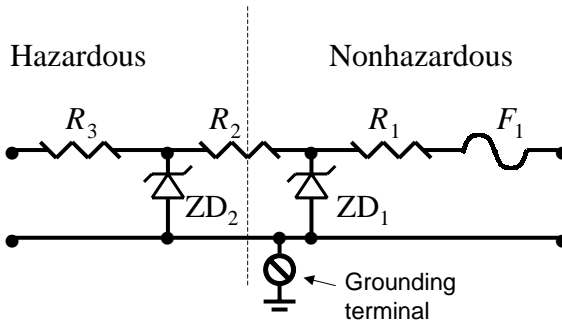 Hazardous
Nonhazardous
R3
R2
R1
F1
ZD2
ZD1
Grounding
terminal